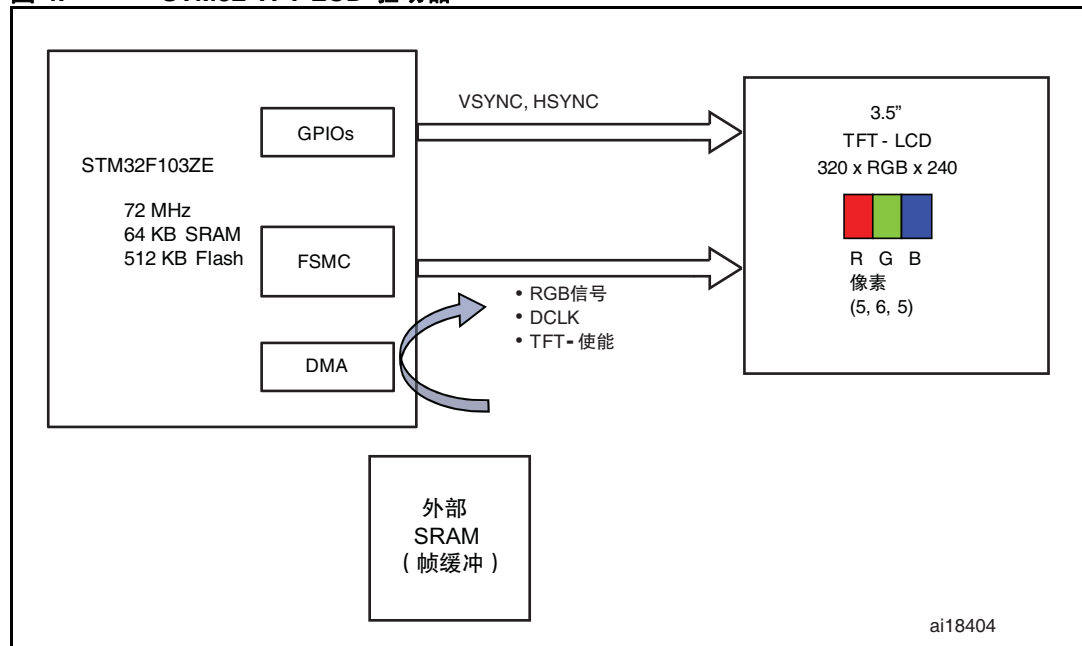 STM32F103ZE
72 MHz
64 KB SRAM
512 KB Flash
GPIOs
FSMC
DMA
VSYNC, HSYNC
• RGB信号
• DCLK
• TFT-使能
3.5”
TFT - LCD
320 x RGB x 240
R G B
像素
(5, 6, 5)
外部
SRAM
(帧缓冲)
ai18404